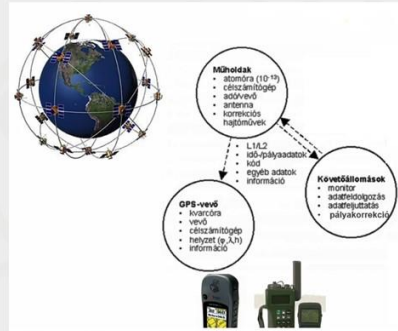 Műholdak
• atomóra (10⁻¹³)
• célszámítógép
• adó/vevő
• antenna
• korrekciós
hajtóművek
• L1/L2
• idő-/pályaadatok
• kód
• egyéb adatok
• információ
Követőállomások
• monitor
• adatfeldolgozás
• adatfeljuttatás
• pályakorrekció
GPS-vevő
• kvarcóra
• vevő
• célszámítógép
• helyzet (φ,λ,h)
• információ